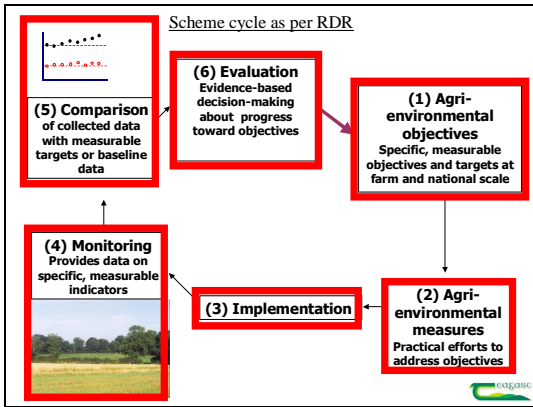 Scheme cycle as per RDR
(1) Agri-
environmental
objectives
Specific, measurable
objectives and targets at
farm and national scale
(2) Agri-
environmental
measures
Practical efforts to
address objectives
(3) Implementation
(4) Monitoring
Provides data on
specific, measurable
indicators
(5) Comparison
of collected data
with measurable
targets or baseline
data
(6) Evaluation
Evidence-based
decision-making
about progress
toward objectives
teagasc